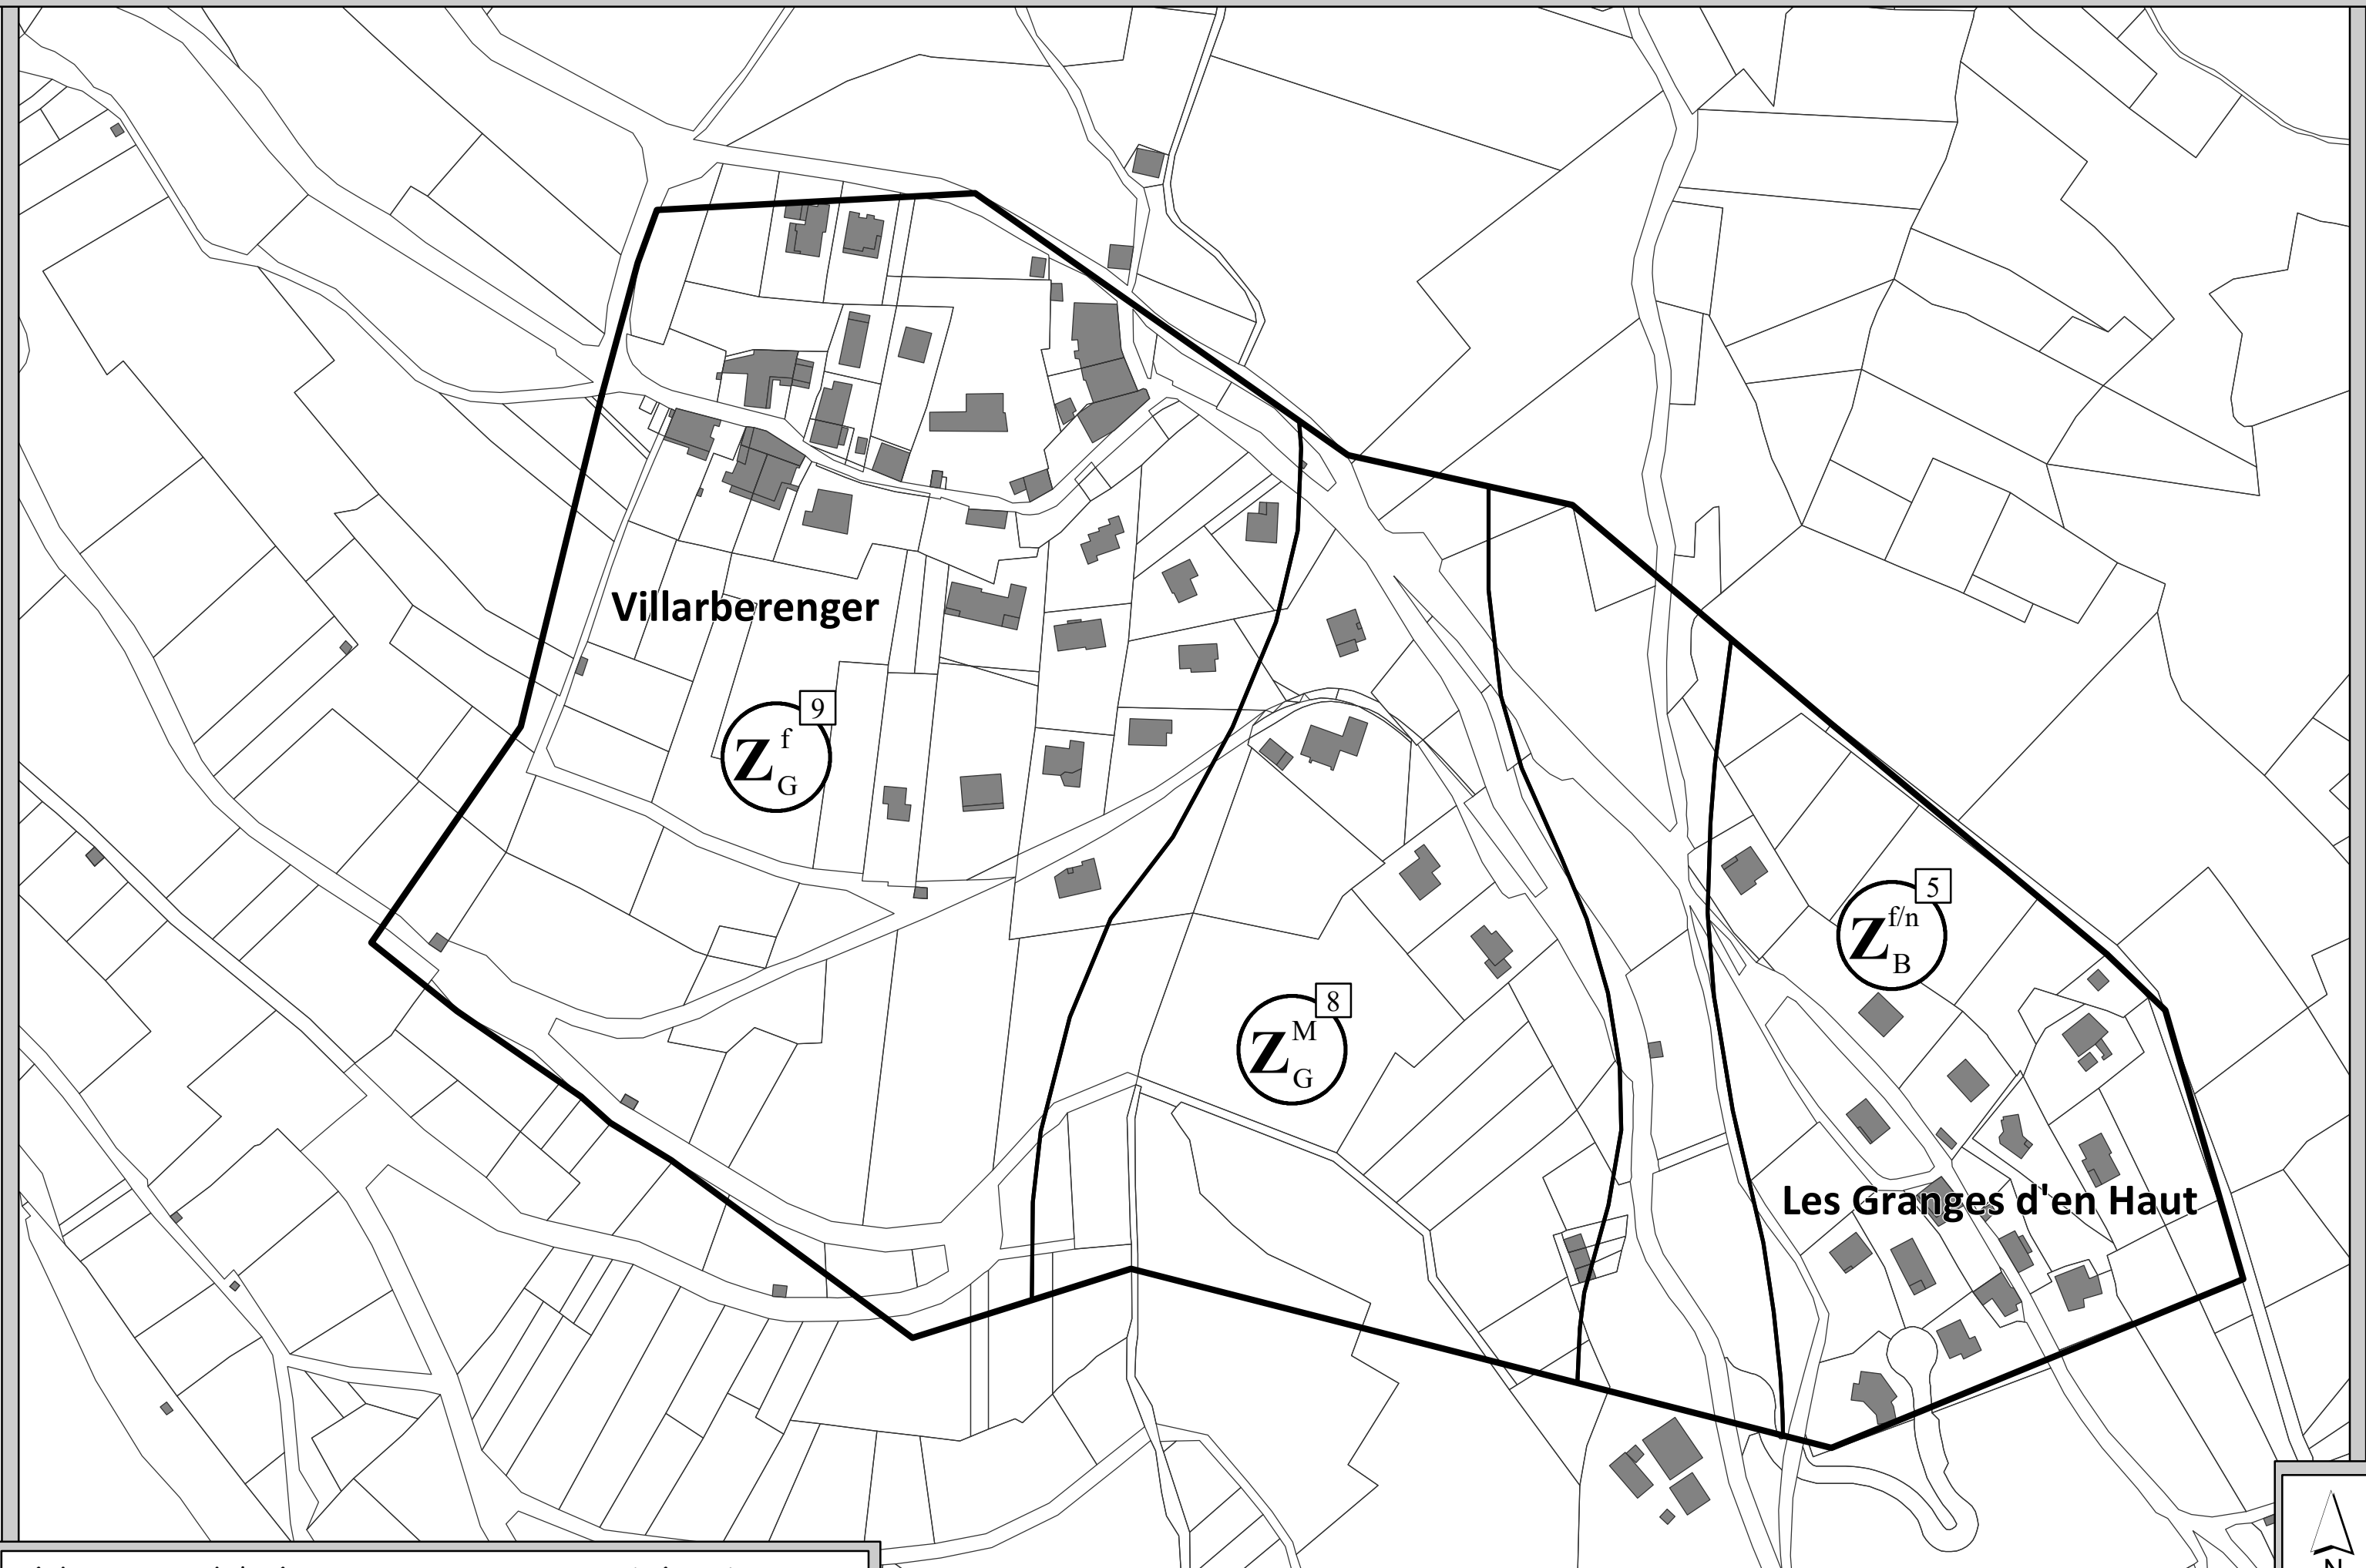 Villarberenger
9
Z f G
5
Z f/n B
8
Z M G
Les Granges d'en Haut
N